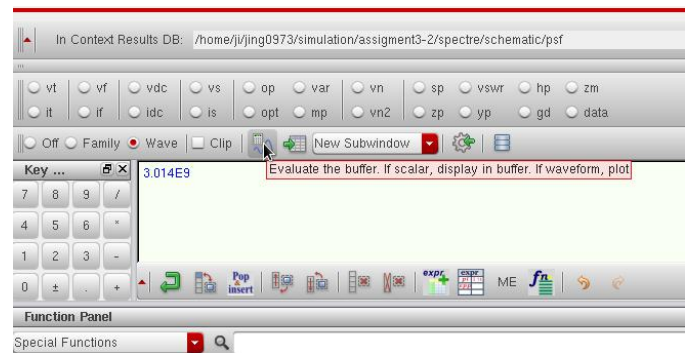 In Context Results DB: /home/ji/jing0973/simulation/assigment3-2/spectre/schematic/psf
vt vf vdc vs op var vn sp vswr hp zm
it if idc is opt mp vn2 zp yp gd data
Off Family Wave Clip New Subwindow
Key ... 3.014E9 Evaluate the buffer. If scalar, display in buffer. If waveform, plot
7 8 9 /
4 5 6 *
1 2 3 -
0 ± . + Pop insert expr expr ME fn
Function Panel
Special Functions